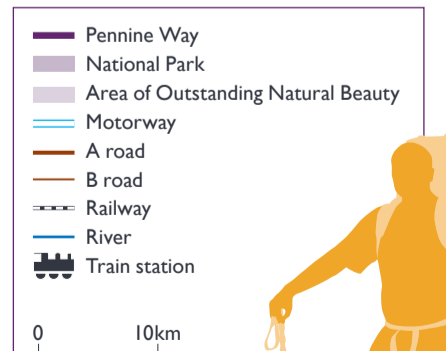 Pennine Way
National Park
Area of Outstanding Natural Beauty
Motorway
A road
B road
Railway
River
Train station
0 10km